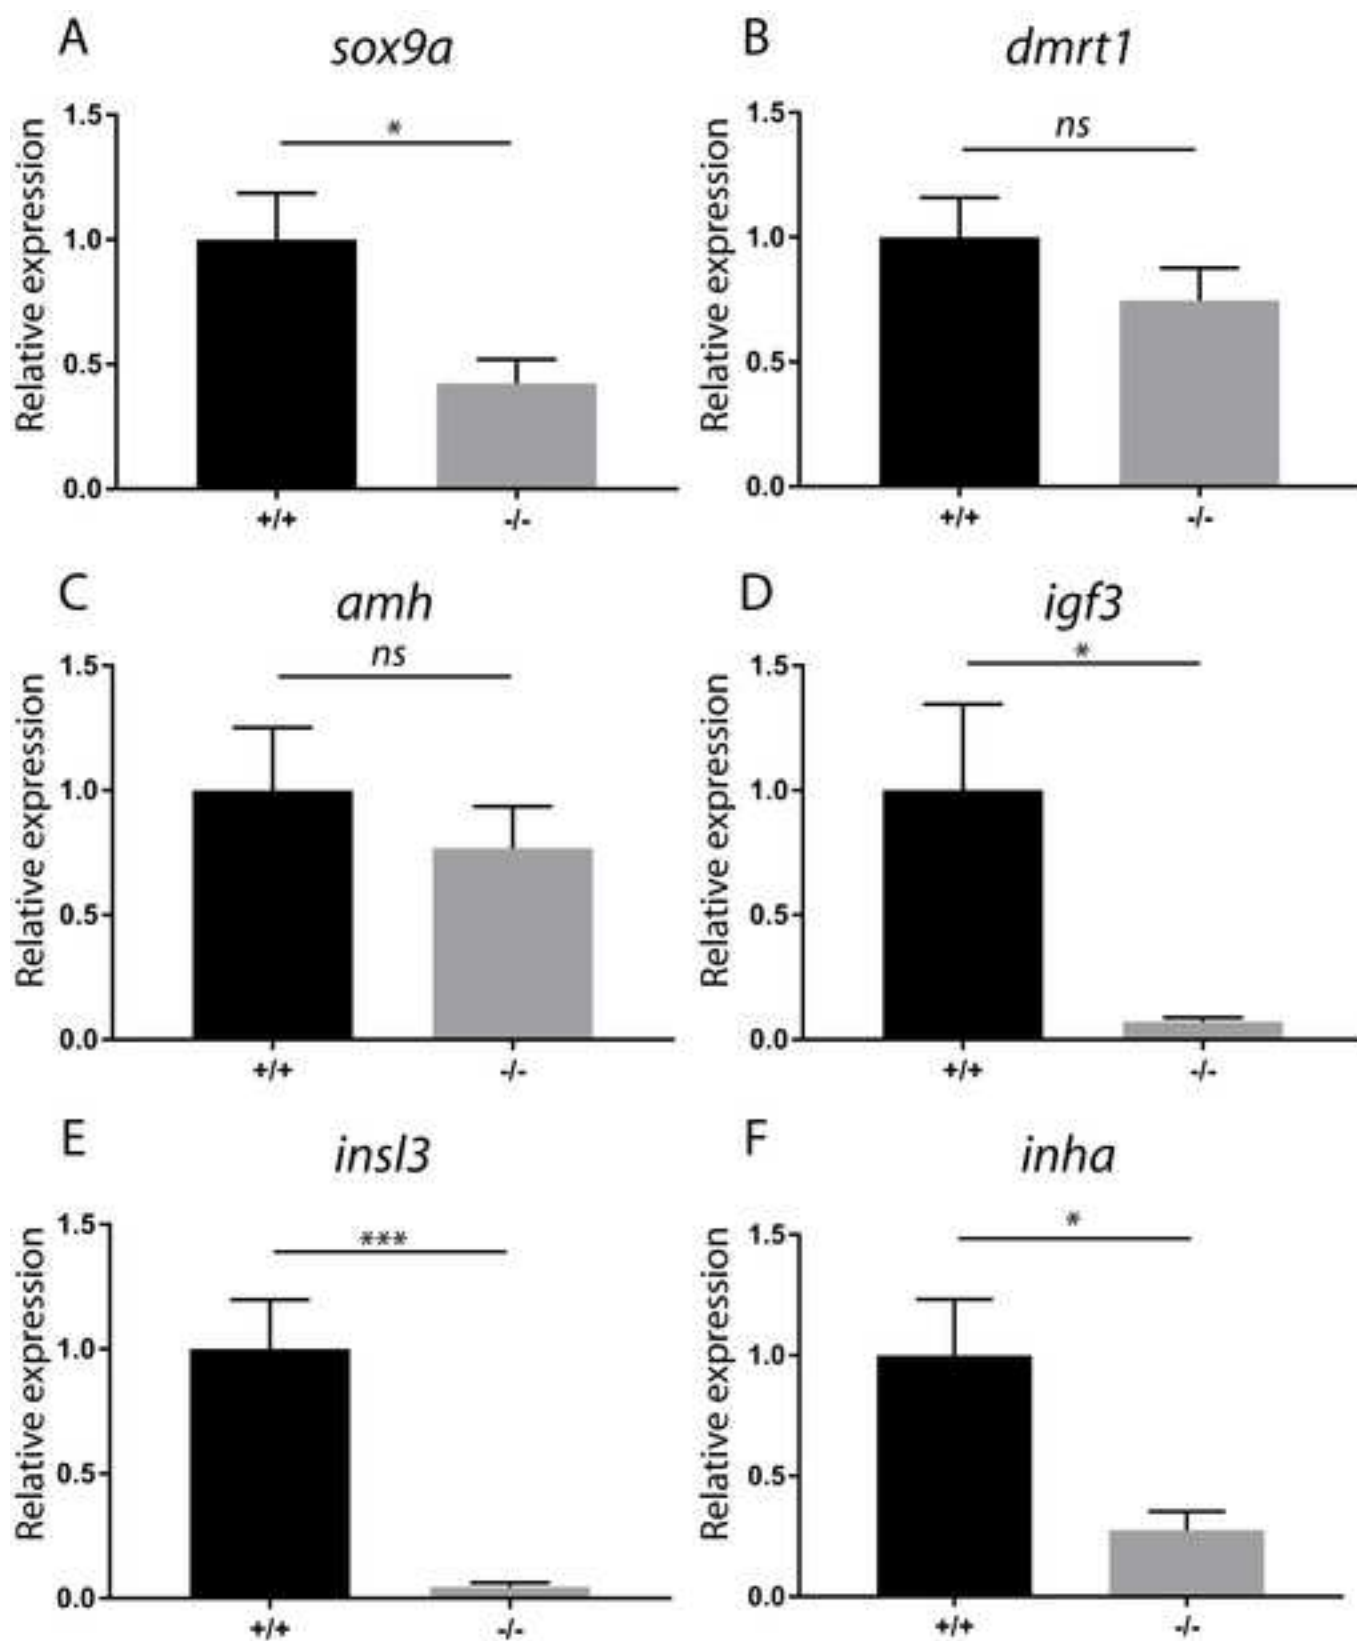 A sox9a
Relative expression
1.5
*
1.0
0.5
0.0
+/+ -/-
B dmrt1
Relative expression
1.5
ns
1.0
0.5
0.0
+/+ -/-
C amh
Relative expression
ns
1.5
1.0
0.5
0.0
+/+ -/-
D igf3
Relative expression
*
1.5
1.0
0.5
0.0
+/+ -/-
E insl3
Relative expression
1.5
***
1.0
0.5
0.0
+/+ -/-
F inha
Relative expression
*
1.5
1.0
0.5
0.0
+/+ -/-